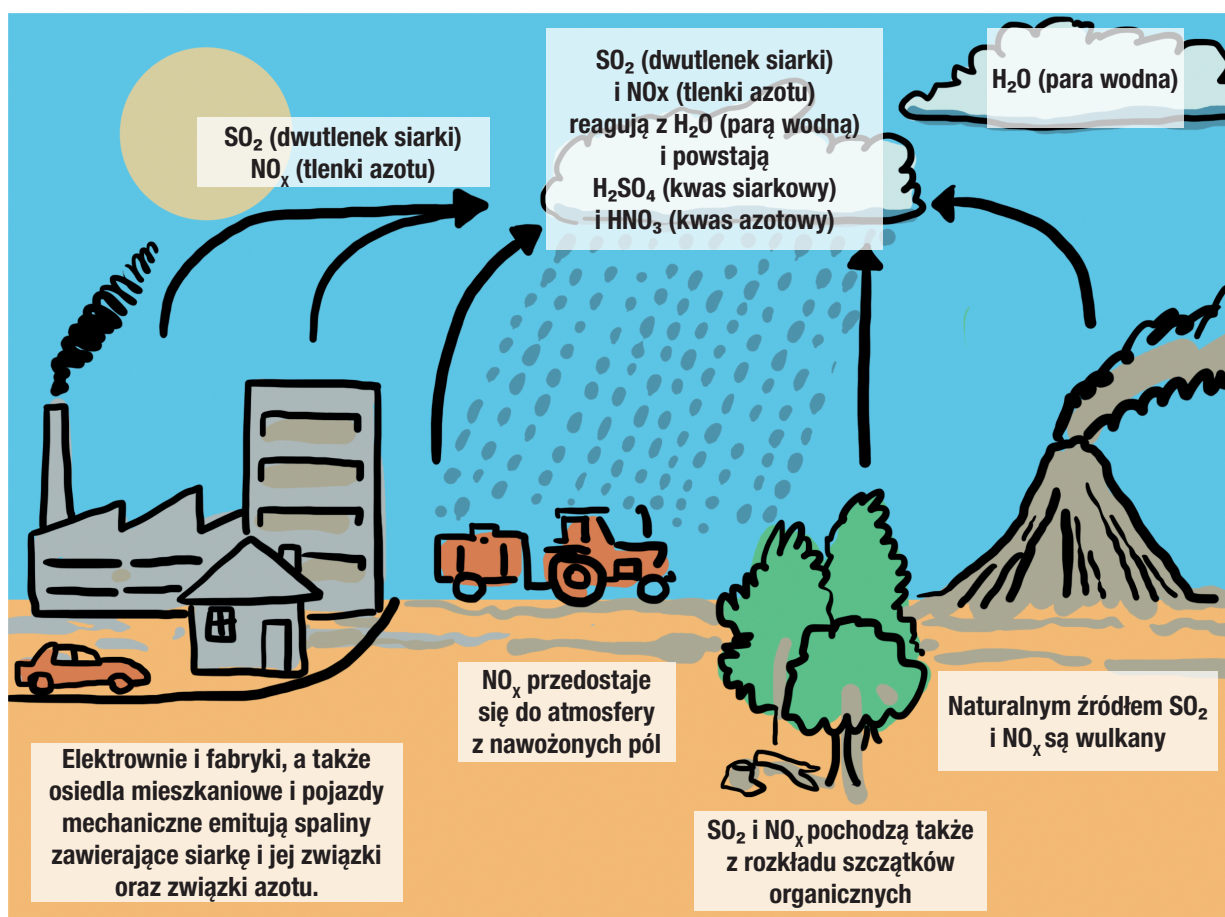 SO₂ (dwutlenek siarki)
NOₓ (tlenki azotu)
SO₂ (dwutlenek siarki)
i NOx (tlenki azotu)
reagują z H₂O (parą wodną)
i powstają
H₂SO₄ (kwas siarkowy)
i HNO₃ (kwas azotowy)
H₂O (para wodna)
Elektrownie i fabryki, a także
osiedla mieszkaniowe i pojazdy
mechaniczne emitują spaliny
zawierające siarkę i jej związki
oraz związki azotu.
NOₓ przedostaje
się do atmosfery
z nawożonych pól
SO₂ i NOₓ pochodzą także
z rozkładu szczątków
organicznych
Naturalnym źródłem SO₂
i NOₓ są wulkany